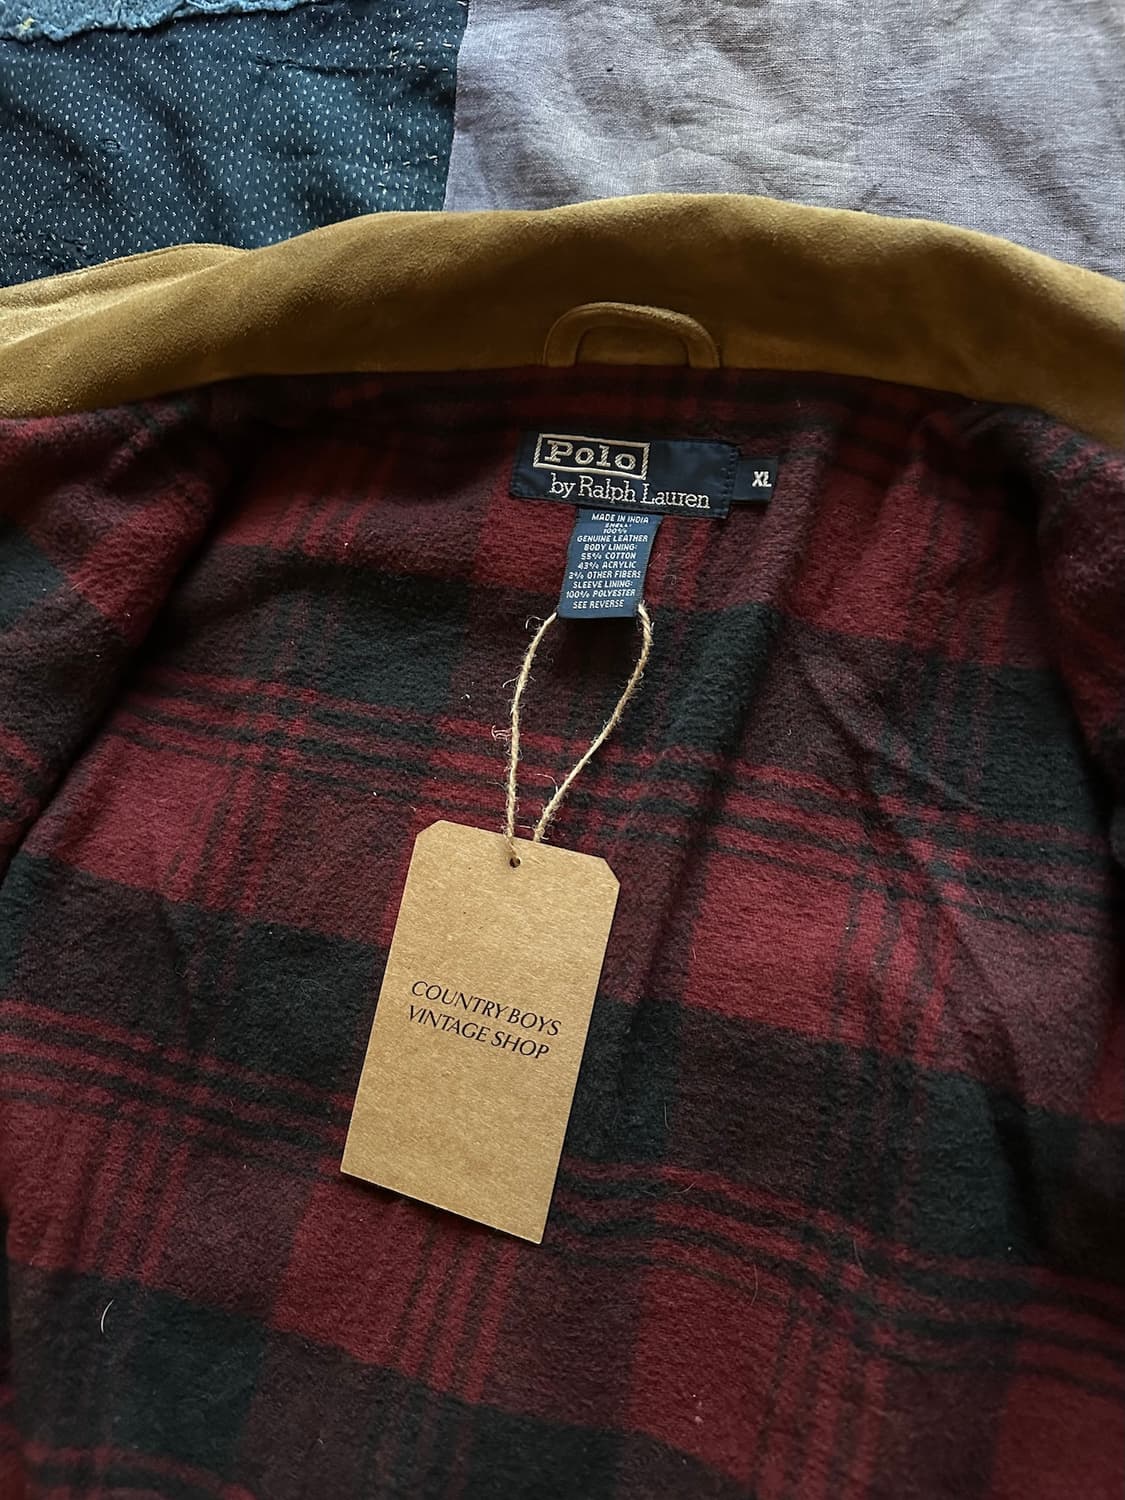 Polo
by Ralph Lauren
XL
MADE IN INDIA
SHELL:
100%
GENUINE LEATHER
BODY LINING:
55% COTTON
43% ACRYLIC
2% OTHER FIBERS
SLEEVE LINING:
100% POLYESTER
SEE REVERSE
COUNTRY BOYS
VINTAGE SHOP